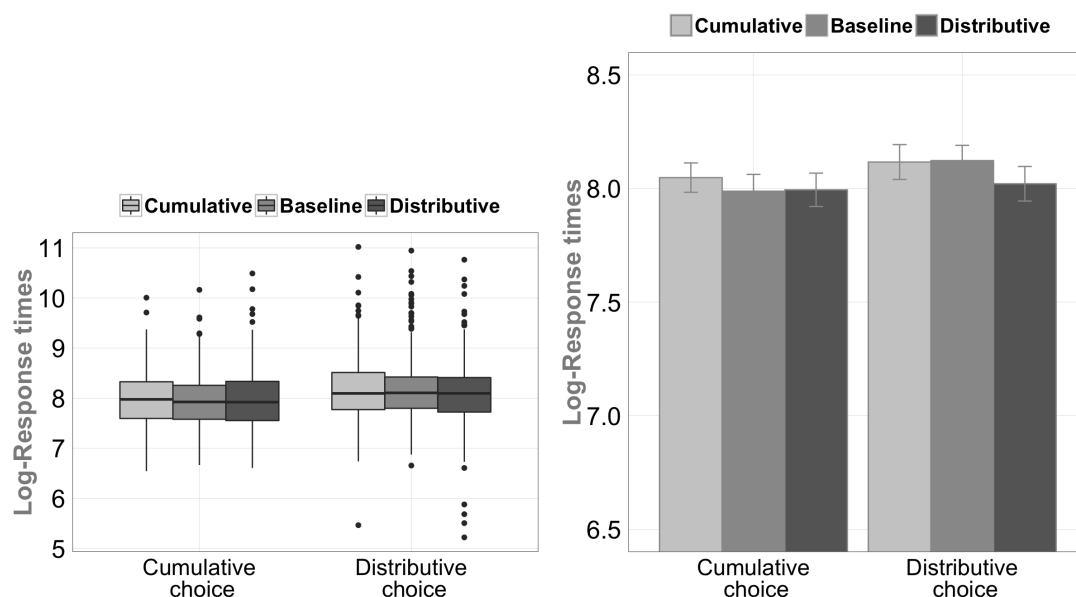 Cumulative Baseline Distributive
Log-Response times
11
10
9
8
7
6
5
Cumulative
choice
Distributive
choice
Cumulative Baseline Distributive
Log-Response times
8.5
8.0
7.5
7.0
6.5
Cumulative
choice
Distributive
choice